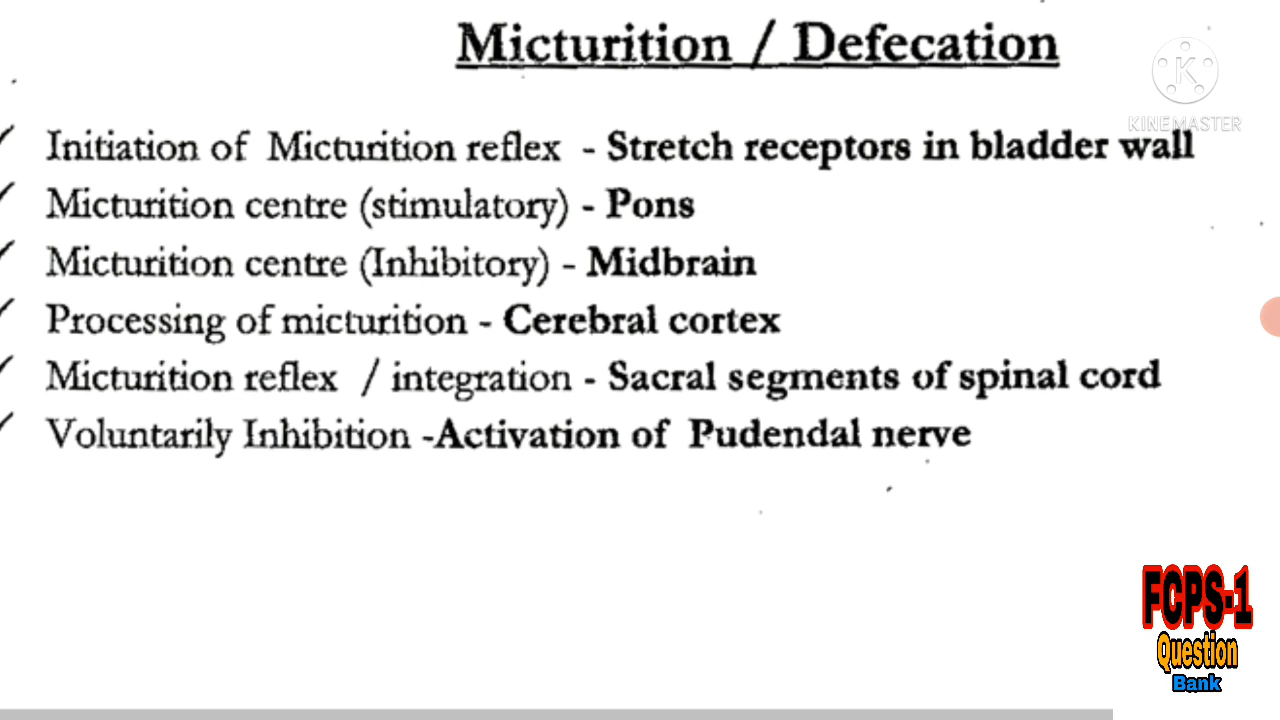 Micturition / Defecation
K
KINEMASTER
✓ Initiation of Micturition reflex - Stretch receptors in bladder wall
✓ Micturition centre (stimulatory) - Pons
✓ Micturition centre (Inhibitory) - Midbrain
✓ Processing of micturition - Cerebral cortex
✓ Micturition reflex / integration - Sacral segments of spinal cord
✓ Voluntarily Inhibition -Activation of Pudendal nerve
FCPS-1
Question
Bank